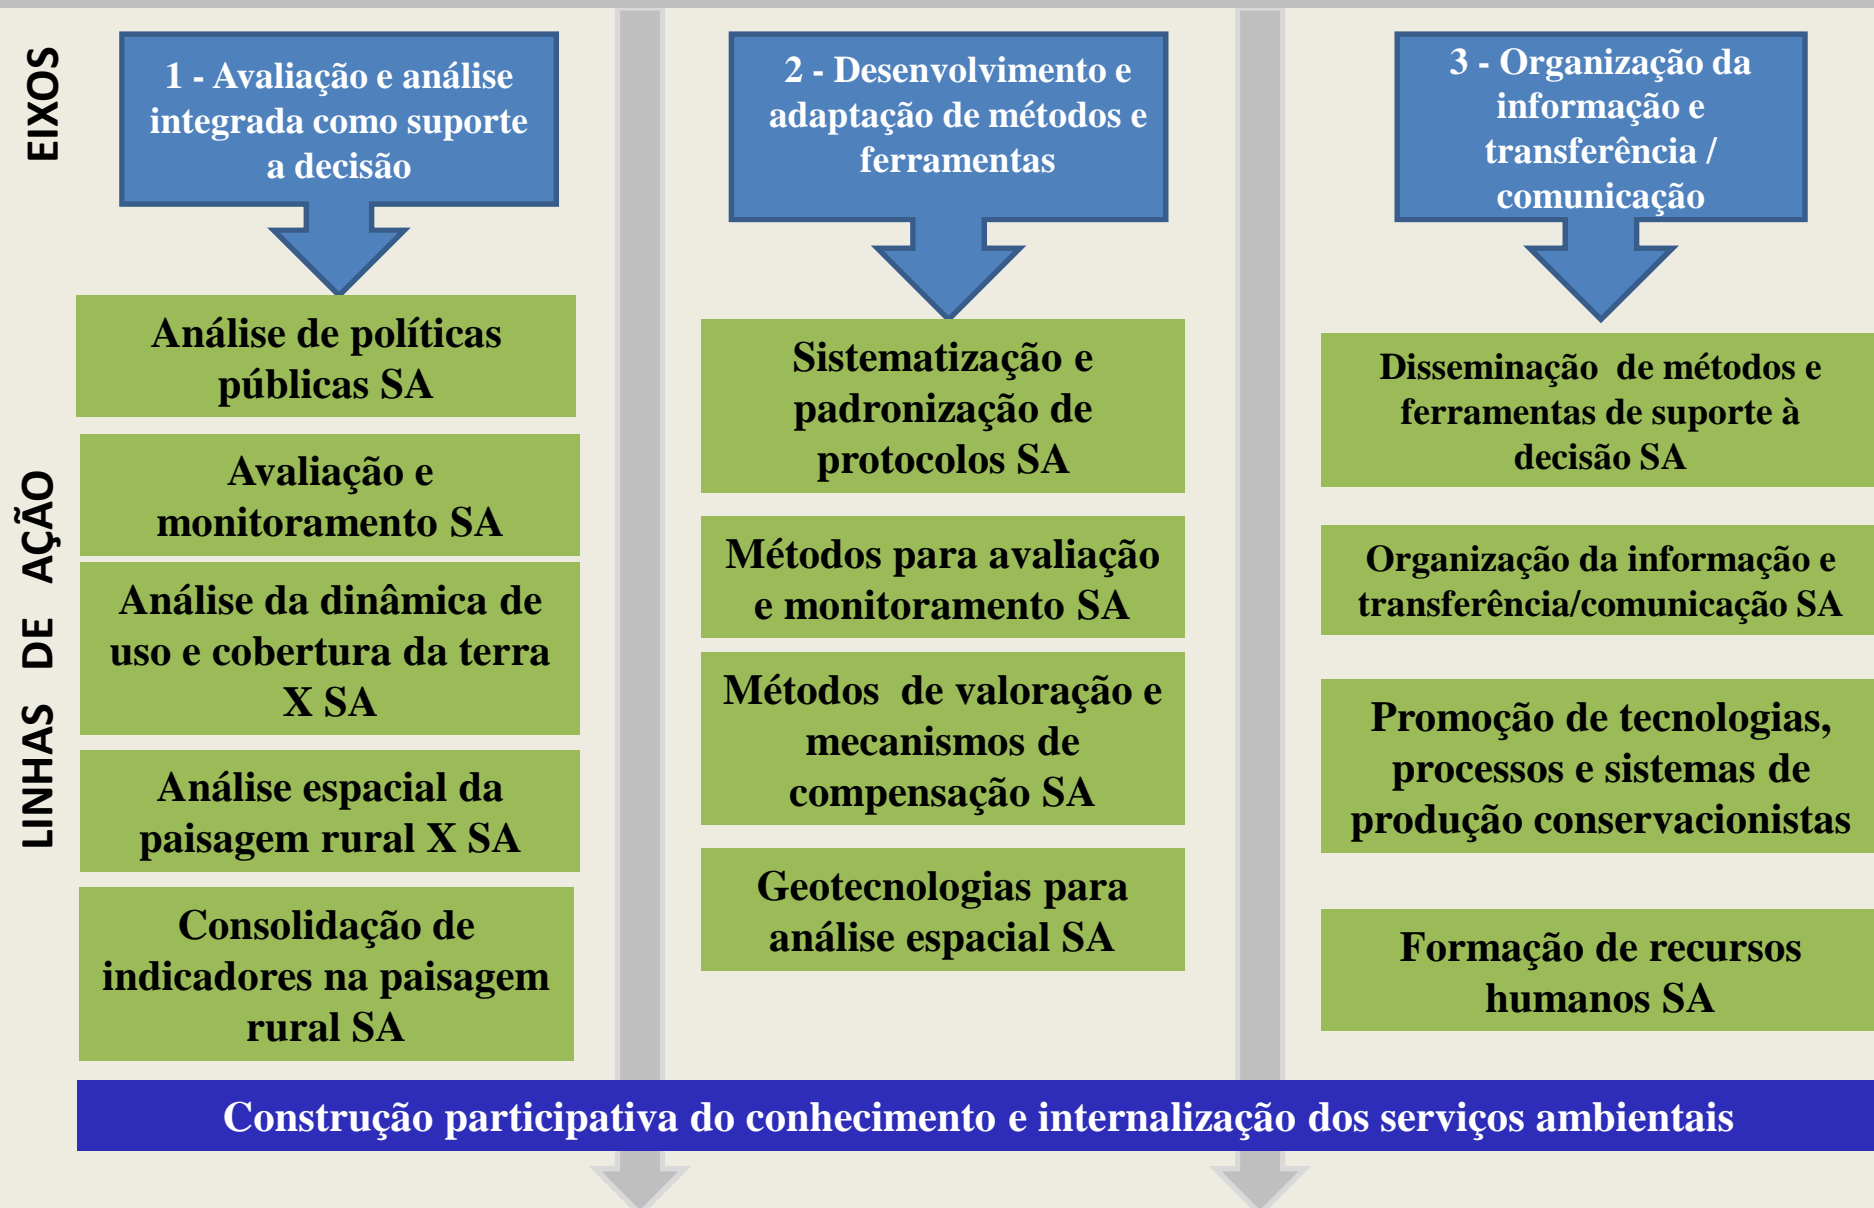 EIXOS
1 - Avaliação e análise
integrada como suporte
a decisão
2 - Desenvolvimento e
adaptação de métodos e
ferramentas
3 - Organização da
informação e
transferência /
comunicação
LINHAS DE AÇÃO
Análise de políticas
públicas SA
Avaliação e
monitoramento SA
Análise da dinâmica de
uso e cobertura da terra
X SA
Análise espacial da
paisagem rural X SA
Consolidação de
indicadores na paisagem
rural SA
Sistematização e
padronização de
protocolos SA
Métodos para avaliação
e monitoramento SA
Métodos de valoração e
mecanismos de
compensação SA
Geotecnologias para
análise espacial SA
Disseminação de métodos e
ferramentas de suporte à
decisão SA
Organização da informação e
transferência/comunicação SA
Promoção de tecnologias,
processos e sistemas de
produção conservacionistas
Formação de recursos
humanos SA
Construção participativa do conhecimento e internalização dos serviços ambientais